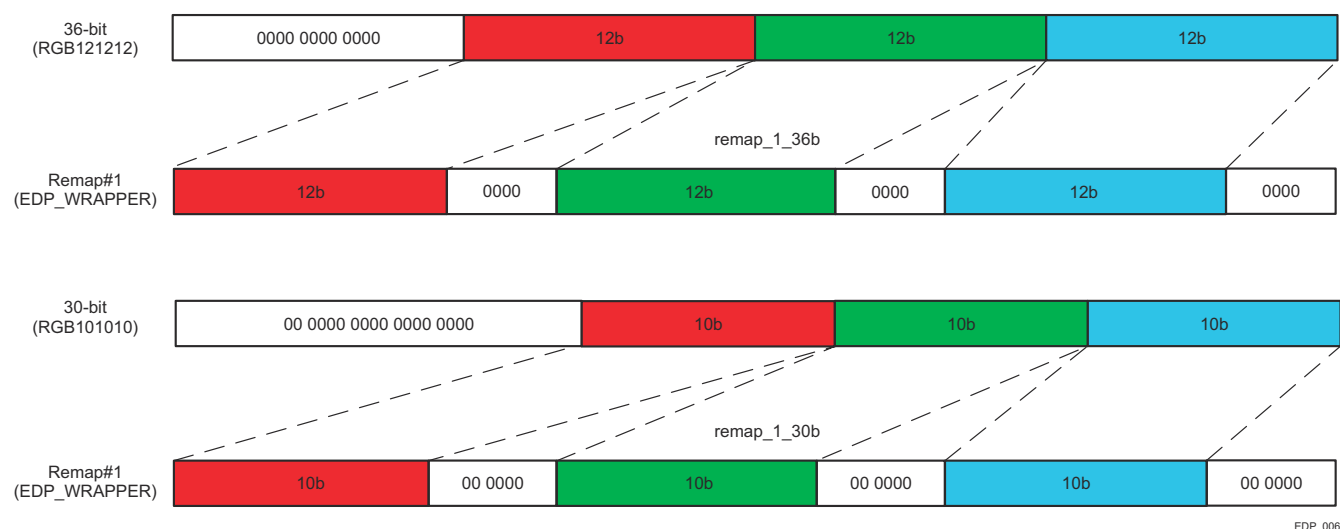 36-bit
(RGB121212)
0000 0000 0000
12b
12b
12b
remap_1_36b
Remap#1
(EDP_WRAPPER)
12b
0000
12b
0000
12b
0000
30-bit
(RGB101010)
00 0000 0000 0000 0000
10b
10b
10b
remap_1_30b
Remap#1
(EDP_WRAPPER)
10b
00 0000
10b
00 0000
10b
00 0000
EDP_006